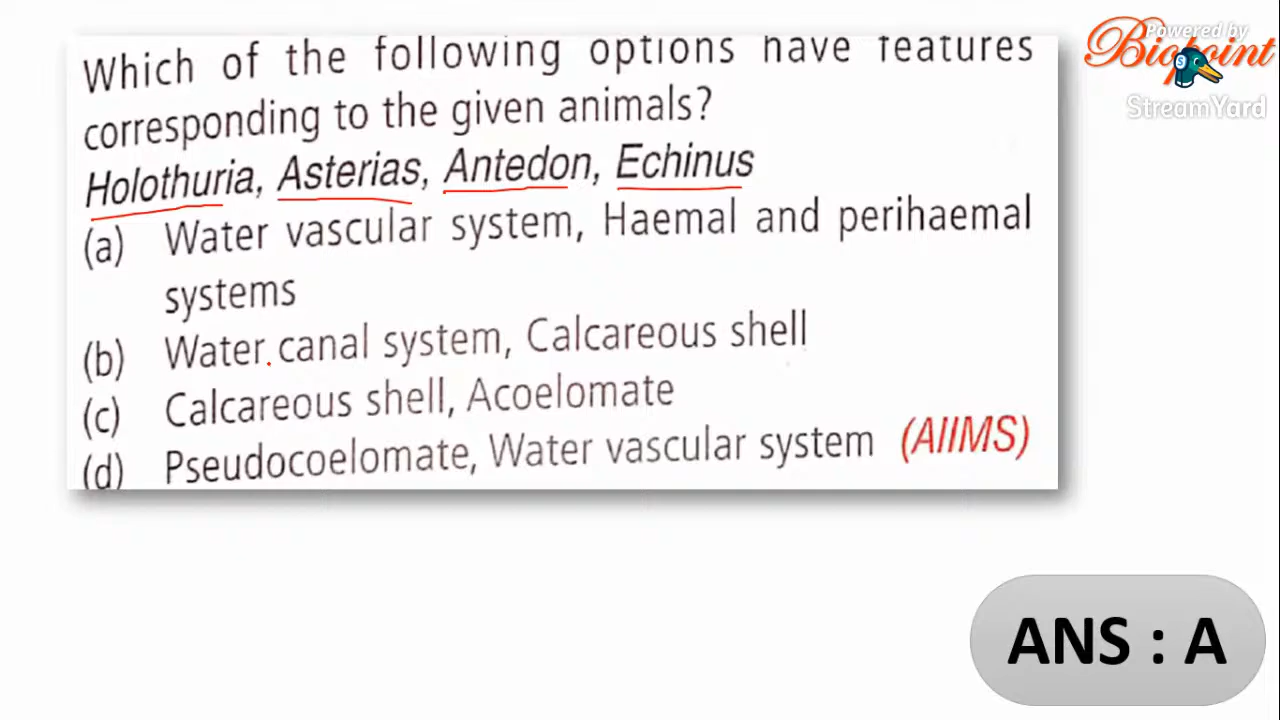 Powered by
Biopoint
StreamYard
Which of the following options have features
corresponding to the given animals?
Holothuria, Asterias, Antedon, Echinus
(a) Water vascular system, Haemal and perihaemal
systems
(b) Water canal system, Calcareous shell
(c) Calcareous shell, Acoelomate
(d) Pseudocoelomate, Water vascular system (AIIMS)
ANS : A